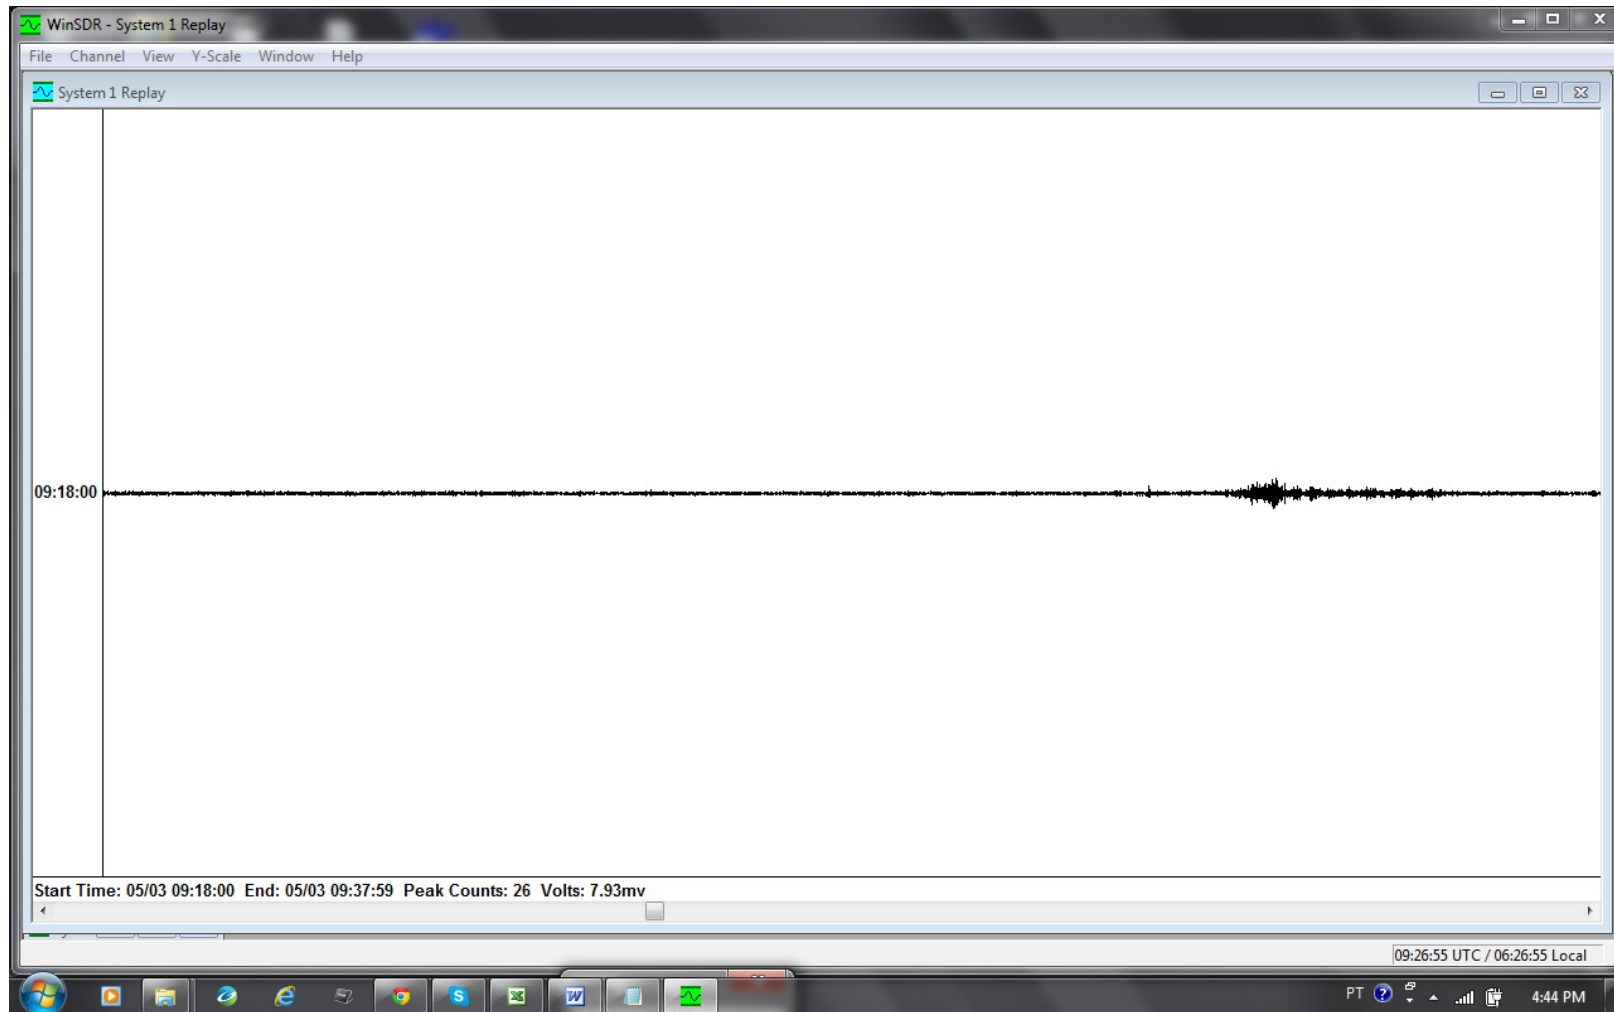 WinSDR - System 1 Replay
File Channel View Y-Scale Window Help
System 1 Replay
09:18:00
Start Time: 05/03 09:18:00 End: 05/03 09:37:59 Peak Counts: 26 Volts: 7.93mv
09:26:55 UTC / 06:26:55 Local
PT
4:44 PM